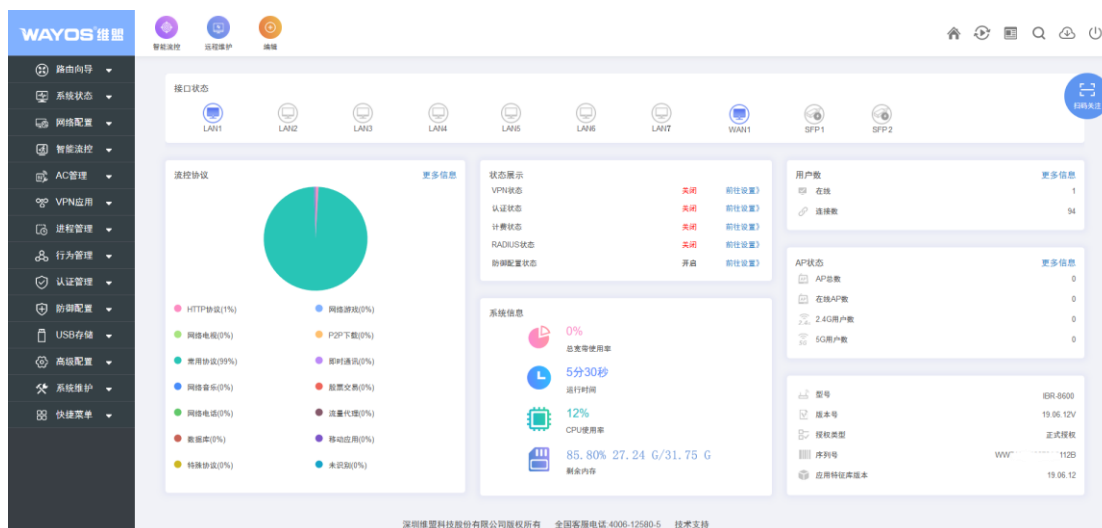 WAYOS 维盟
智能流控 远程维护 编辑
扫码关注
路由向导
系统状态
网络配置
智能流控
AC管理
VPN应用
进程管理
行为管理
认证管理
防御配置
USB存储
高级配置
系统维护
快捷菜单
接口状态
LAN1 LAN2 LAN3 LAN4 LAN5 LAN6 LAN7 WAN1 SFP1 SFP2
流控协议 更多信息
HTTP协议(1%) 网络游戏(0%)
网络电视(0%) P2P下载(0%)
常用协议(99%) 即时通讯(0%)
网络音乐(0%) 股票交易(0%)
网络电话(0%) 流量代理(0%)
数据库(0%) 移动应用(0%)
特殊协议(0%) 未识别(0%)
状态展示
VPN状态 关闭 前往设置》
认证状态 关闭 前往设置》
计费状态 关闭 前往设置》
RADIUS状态 关闭 前往设置》
防御配置状态 开启 前往设置》
系统信息
0%
总宽带使用率
5分30秒
运行时间
12%
CPU使用率
85.80% 27.24 G/31.75 G
剩余内存
用户数 更多信息
在线 1
连接数 94
AP状态 更多信息
AP总数 0
在线AP数 0
2.4G用户数 0
5G用户数 0
型号 IBR-8600
版本号 19.06.12V
授权类型 正式授权
序列号 WW 112B
应用特征库版本 19.06.12
深圳维盟科技股份有限公司版权所有 全国客服电话:4006-12580-5 技术支持